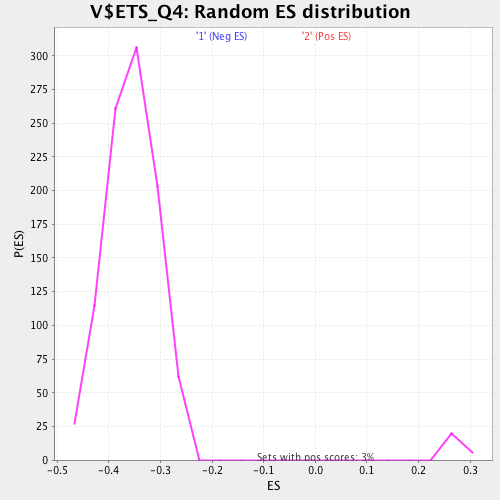 V$ETS_Q4: Random ES distribution
'1' (Neg ES) '2' (Pos ES)
300
275
250
225
200
175
150
125
100
75
50
25
0
P(ES)
Sets with pos scores: 3%
-0.5 -0.4 -0.3 -0.2 -0.1 0.0 0.1 0.2 0.3
ES